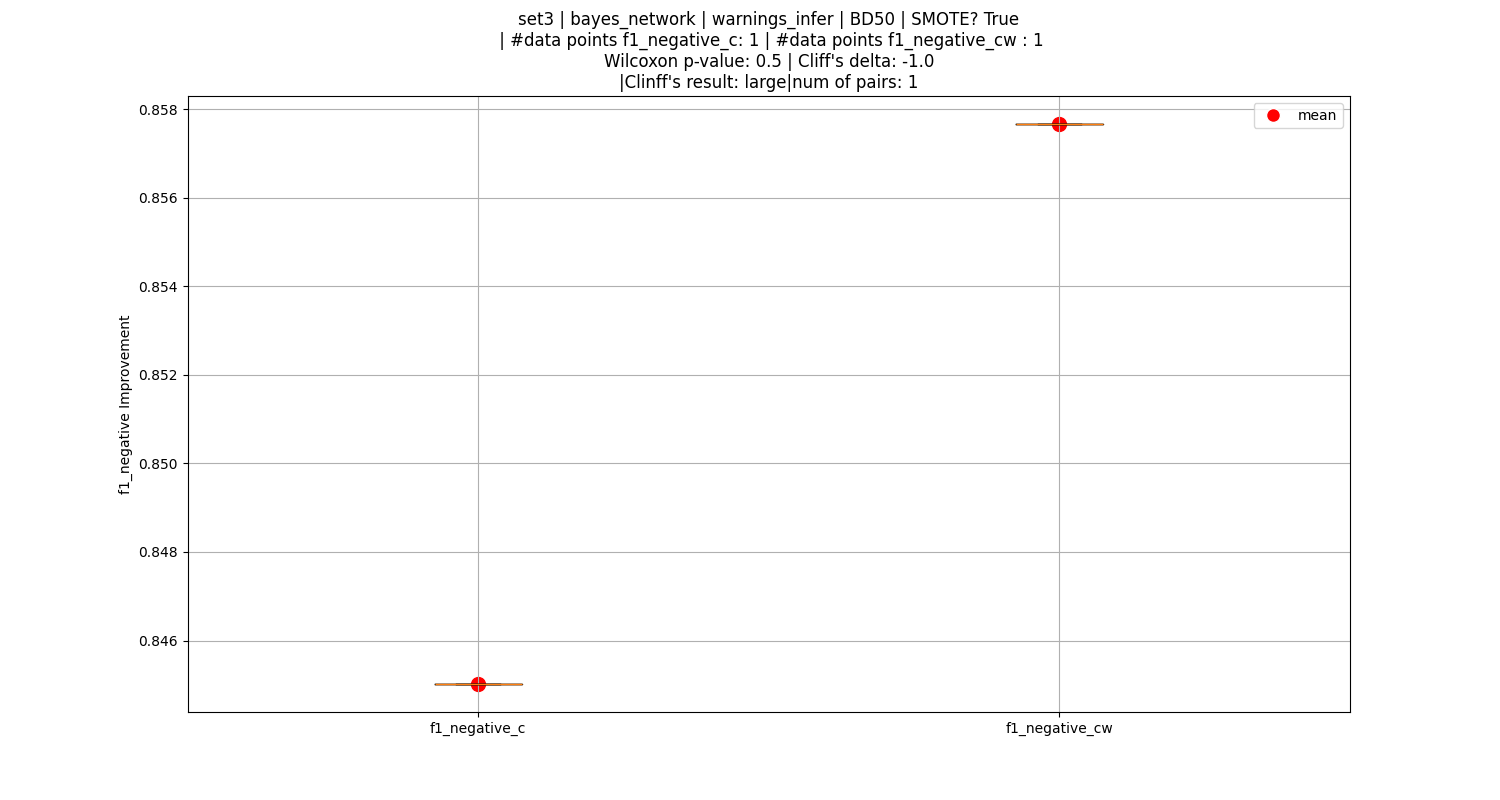 set3 | bayes_network | warnings_infer | BD50 | SMOTE? True
| #data points f1_negative_c: 1 | #data points f1_negative_cw : 1
Wilcoxon p-value: 0.5 | Cliff's delta: -1.0
|Clinff's result: large|num of pairs: 1
mean
0.858
0.856
0.854
0.852
0.850
0.848
0.846
f1_negative Improvement
f1_negative_c
f1_negative_cw